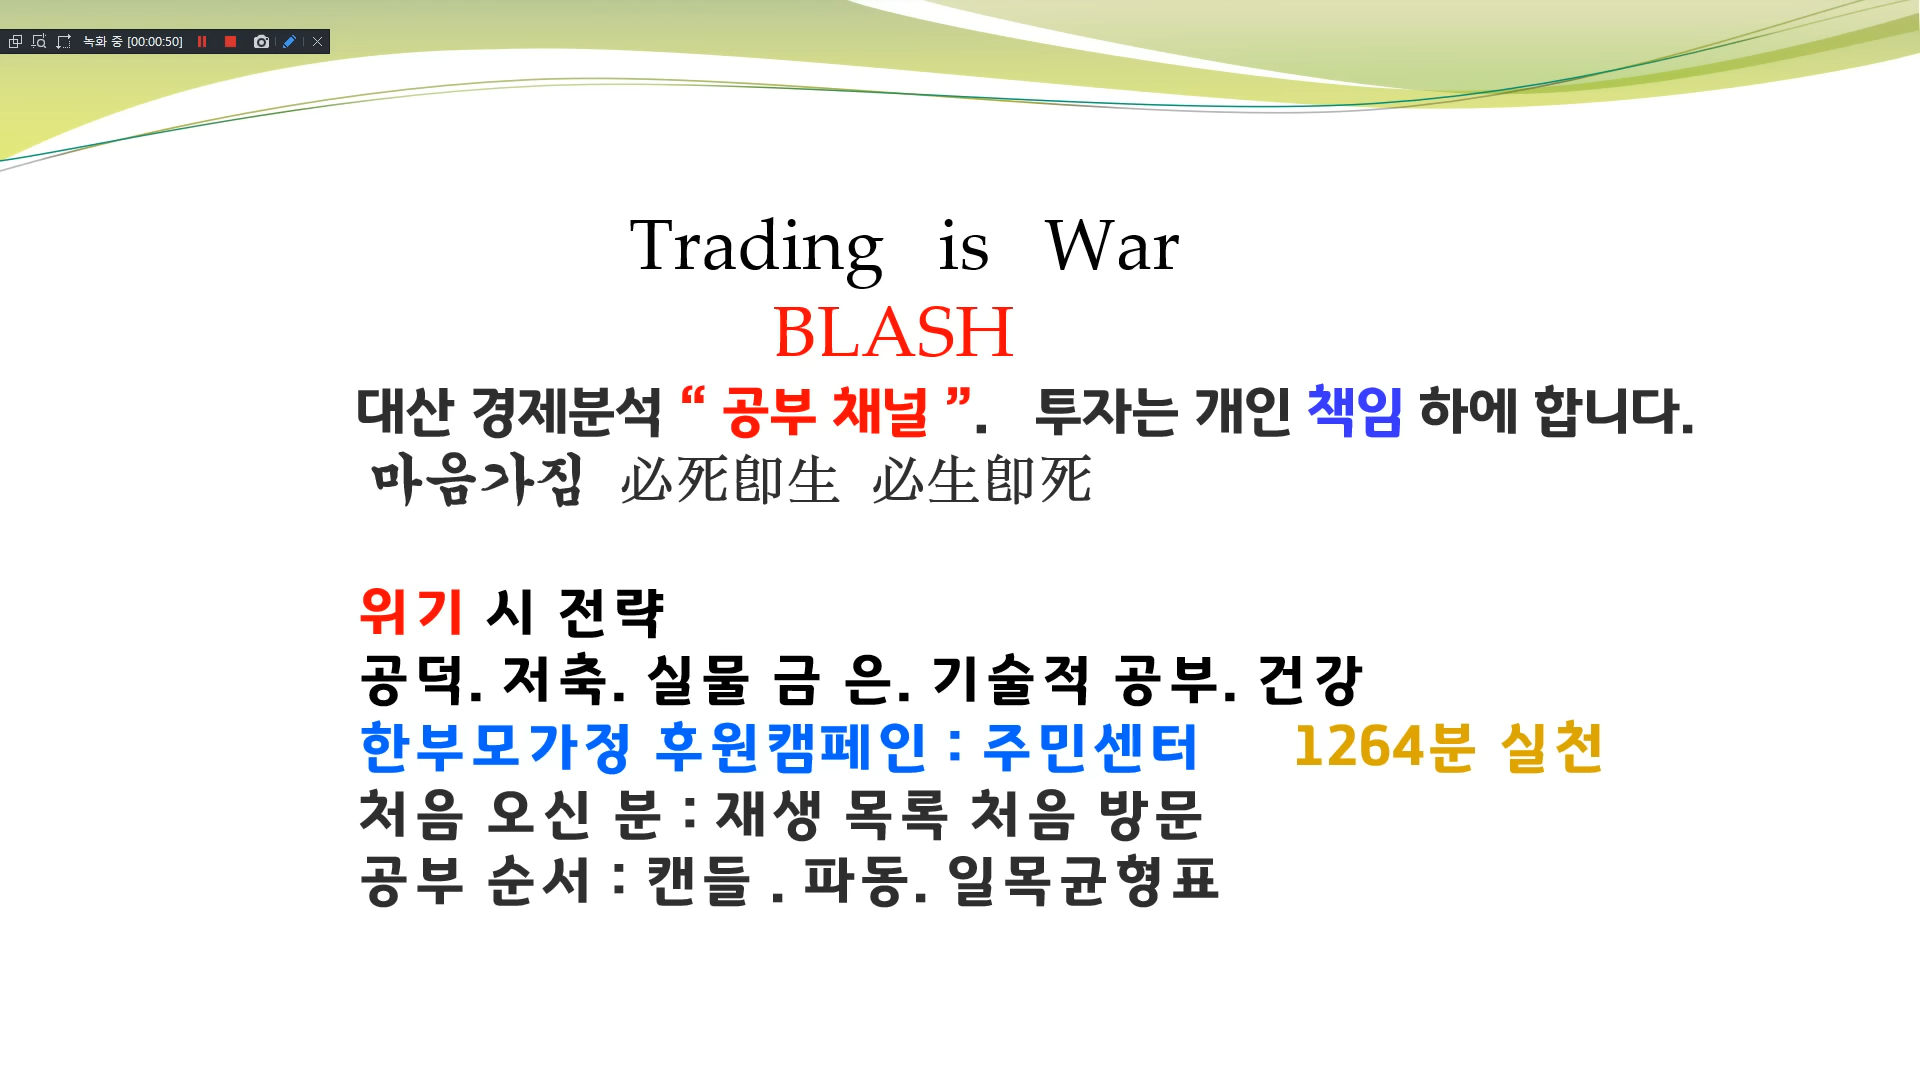 녹화 중 [00:00:50]
Trading is War
BLASH
대산 경제분석 “ 공부 채널 ”. 투자는 개인 책임 하에 합니다.
마음가짐 必死卽生 必生卽死
위기 시 전략
공덕. 저축. 실물 금 은. 기술적 공부. 건강
한부모가정 후원캠페인 : 주민센터 1264분 실천
처음 오신 분 : 재생 목록 처음 방문
공부 순서 : 캔들 . 파동. 일목균형표